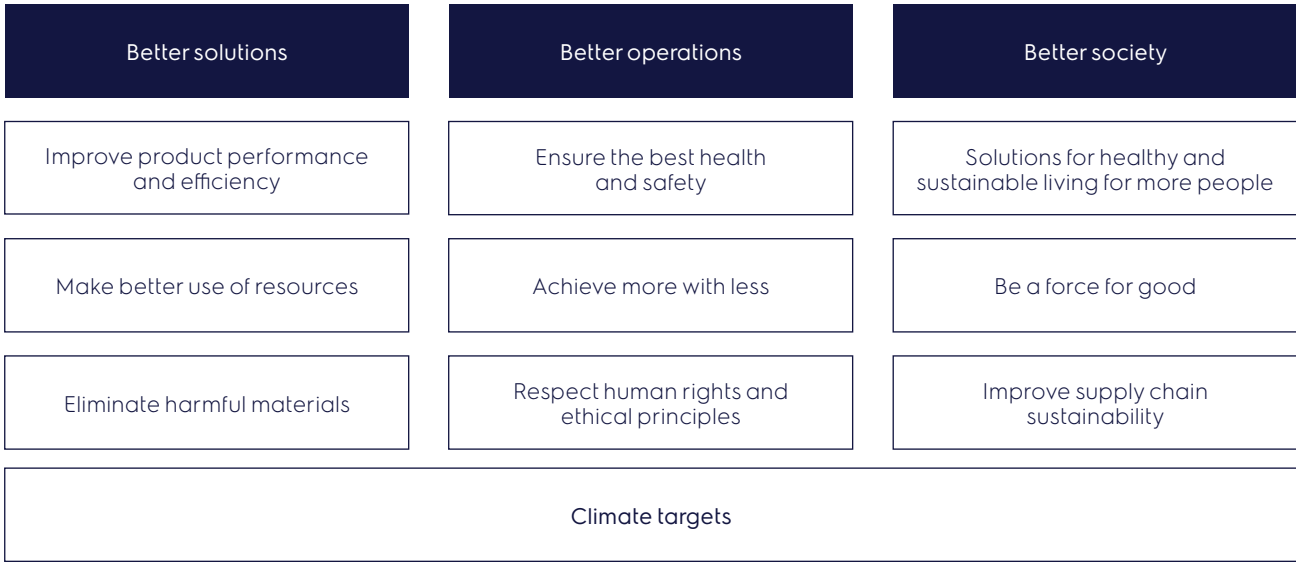 Better solutions
Better operations
Better society
Improve product performance
and efficiency
Ensure the best health
and safety
Solutions for healthy and
sustainable living for more people
Make better use of resources
Achieve more with less
Be a force for good
Eliminate harmful materials
Respect human rights and
ethical principles
Improve supply chain
sustainability
Climate targets